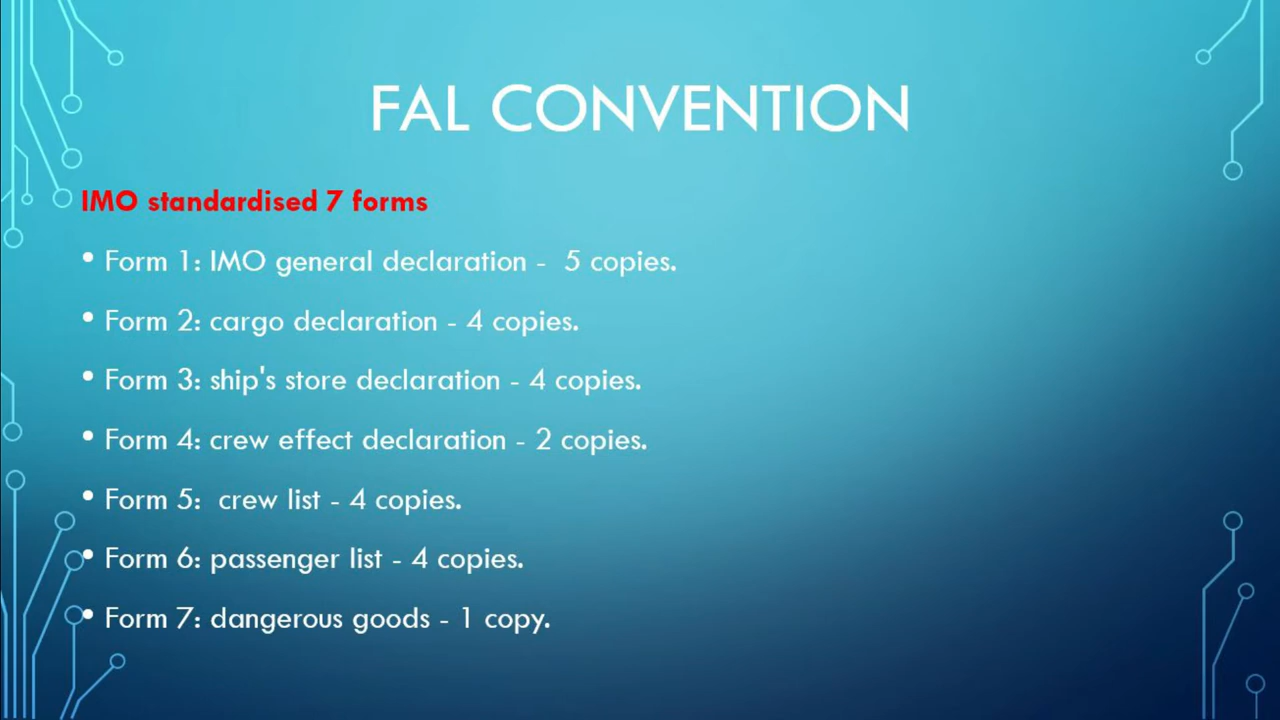 FAL CONVENTION
IMO standardised 7 forms
• Form 1: IMO general declaration -  5 copies.
• Form 2: cargo declaration - 4 copies.
• Form 3: ship's store declaration - 4 copies.
• Form 4: crew effect declaration - 2 copies.
• Form 5:  crew list - 4 copies.
• Form 6: passenger list - 4 copies.
• Form 7: dangerous goods - 1 copy.